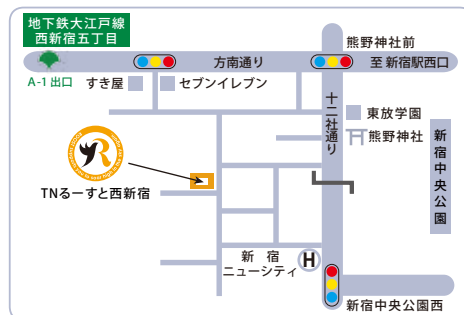 地下鉄大江戸線
西新宿五丁目
熊野神社前
方南通り
至 新宿駅西口
A-1 出口
すき屋
セブンイレブン
十二社通り
東放学園
熊野神社
新宿中央公園
R
TNるーすと西新宿
新 宿
ニューシティ
H
新宿中央公園西